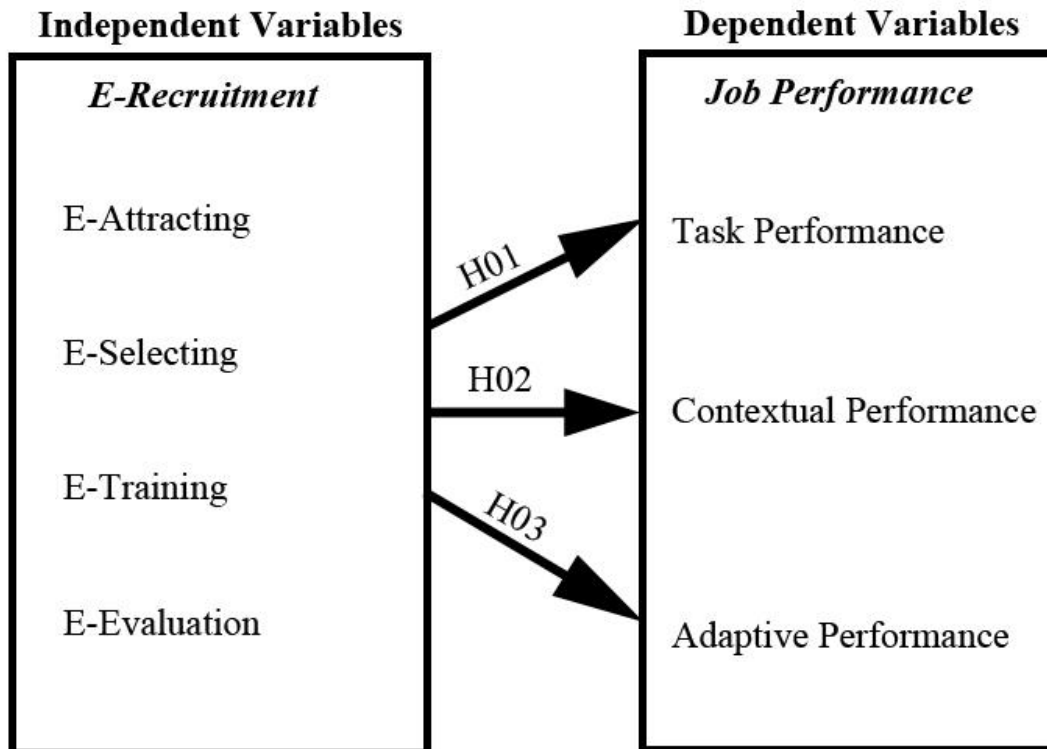 Independent Variables
E-Recruitment
E-Attracting
E-Selecting
E-Training
E-Evaluation
H01
H02
H03
Dependent Variables
Job Performance
Task Performance
Contextual Performance
Adaptive Performance